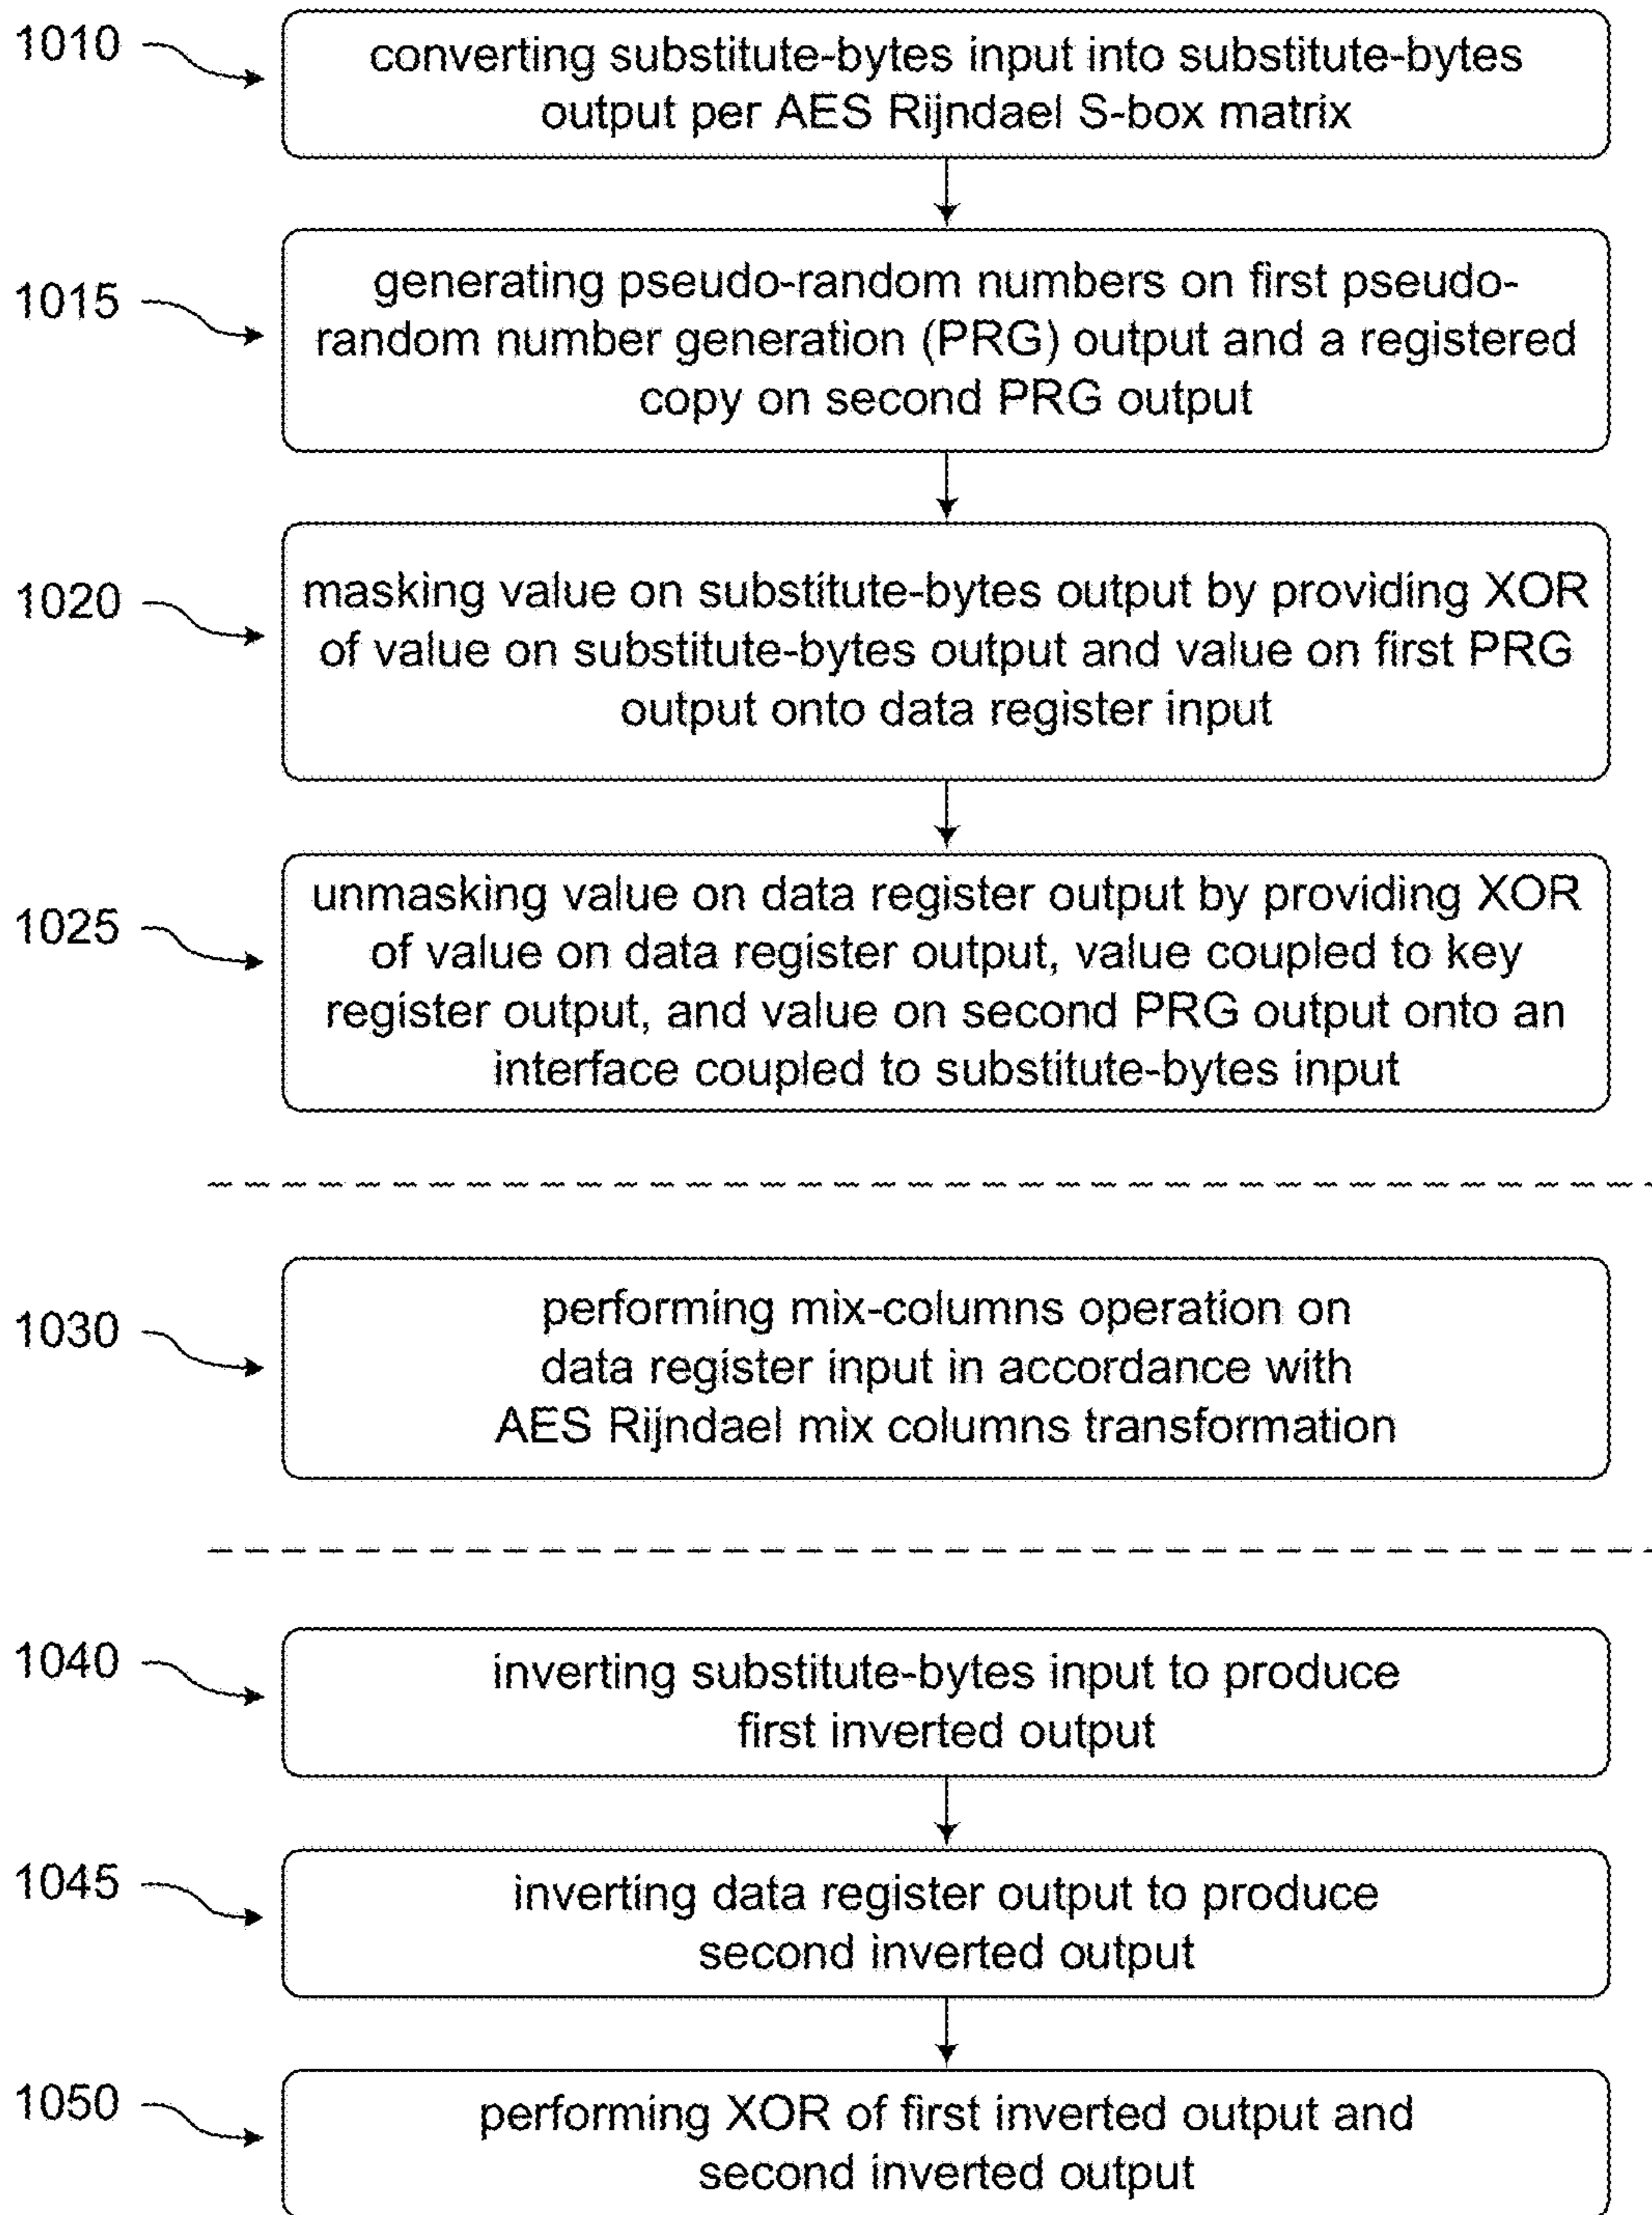 1010
converting substitute-bytes input into substitute-bytes
output per AES Rijndael S-box matrix
1015
generating pseudo-random numbers on first pseudo-
random number generation (PRG) output and a registered
copy on second PRG output
1020
masking value on substitute-bytes output by providing XOR
of value on substitute-bytes output and value on first PRG
output onto data register input
1025
unmasking value on data register output by providing XOR
of value on data register output, value coupled to key
register output, and value on second PRG output onto an
interface coupled to substitute-bytes input
1030
performing mix-columns operation on
data register input in accordance with
AES Rijndael mix columns transformation
1040
inverting substitute-bytes input to produce
first inverted output
1045
inverting data register output to produce
second inverted output
1050
performing XOR of first inverted output and
second inverted output